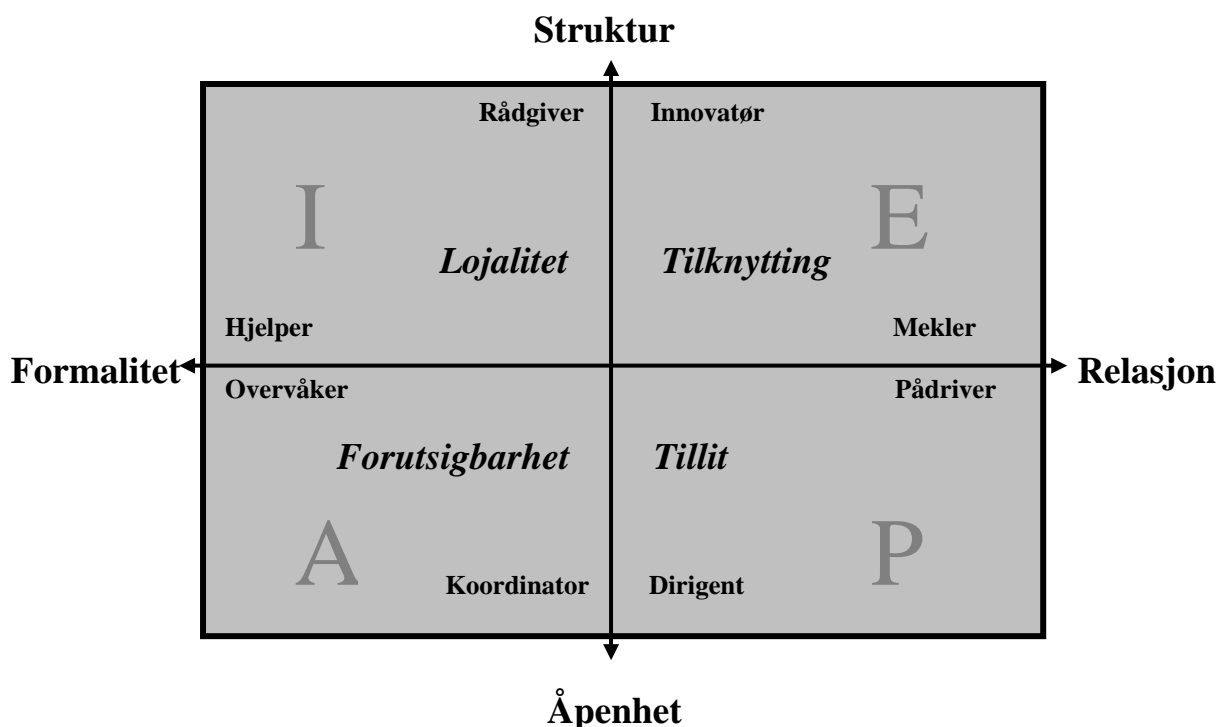 Struktur
Rådgiver Innovatør
I E
Lojalitet Tilknytting
Hjelper Mekler
Formalitet Relasjon
Overvåker Pådriver
Forutsigbarhet Tillit
A P
Koordinator Dirigent
Åpenhet